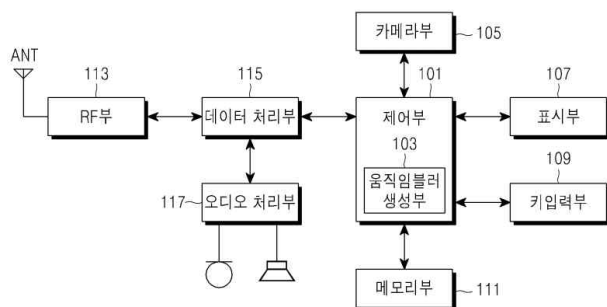 카메라부
105
ANT
113
115
101
107
RF부
데이터 처리부
제어부
표시부
103
109
움직임블러
생성부
키입력부
117
오디오 처리부
메모리부
111